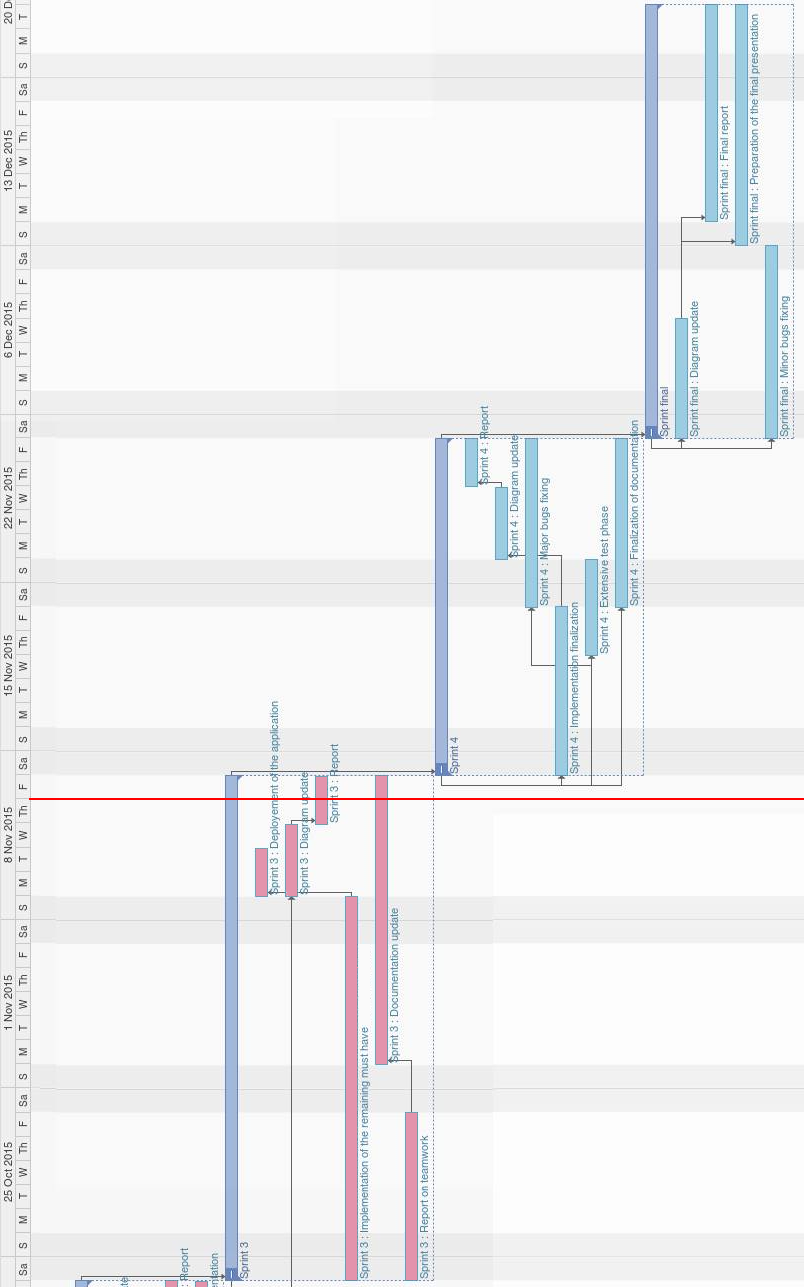 25 Oct 2015 1 Nov 2015 8 Nov 2015 15 Nov 2015 22 Nov 2015 6 Dec 2015 13 Dec 2015 20 D
Sa S M T W Th F Sa S M T W Th F Sa S M T W Th F Sa S M T W Th F Sa S M T W Th F Sa S M T W Th F Sa S M T W Th F Sa S M T
: Report
entation
Sprint 3
Sprint 3 : Deployement of the application
Sprint 3 : Diagram update
Sprint 3 : Report
Sprint 3 : Implementation of the remaining must have
Sprint 3 : Documentation update
Sprint 3 : Report on teamwork
Sprint 4
Sprint 4 : Report
Sprint 4 : Diagram update
Sprint 4 : Major bugs fixing
Sprint 4 : Implementation finalization
Sprint 4 : Extensive test phase
Sprint 4 : Finalization of documentation
Sprint final
Sprint final : Diagram update
Sprint final : Final report
Sprint final : Preparation of the final presentation
Sprint final : Minor bugs fixing